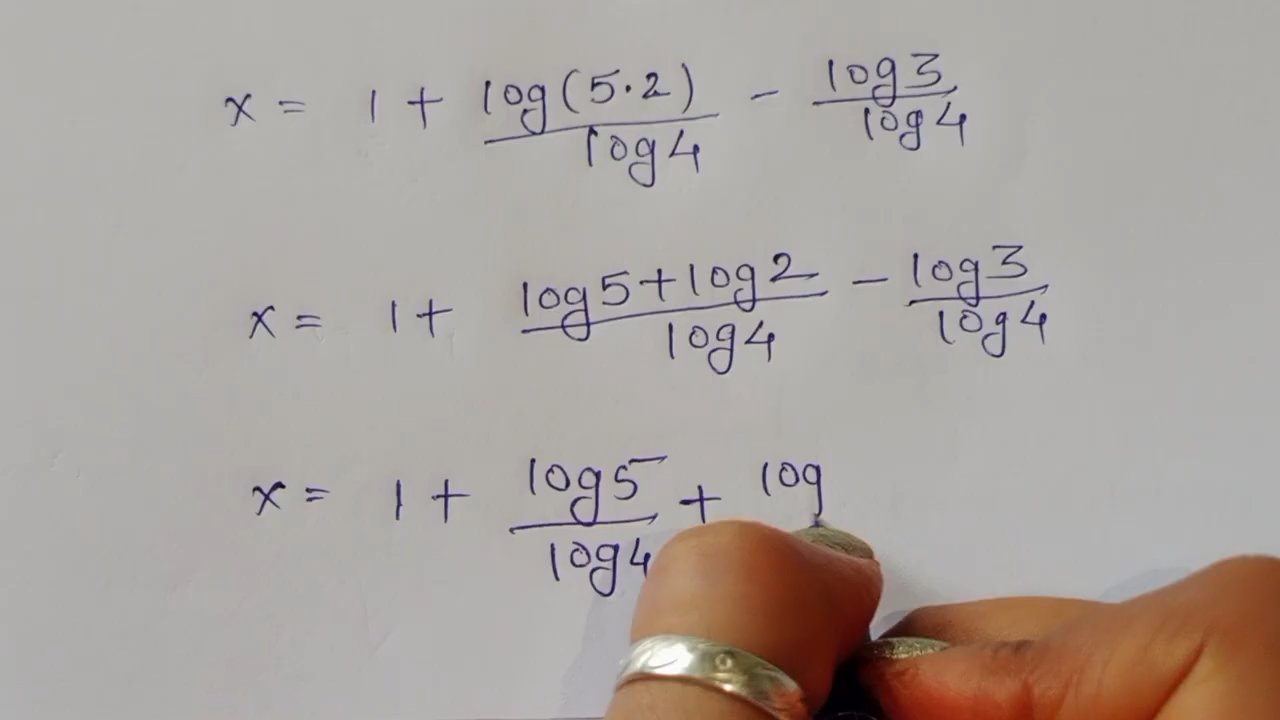 x = 1 + log(5·2)/log4 - log3/log4
x = 1 + log5+log2/log4 - log3/log4
x = 1 + log5/log4 + log